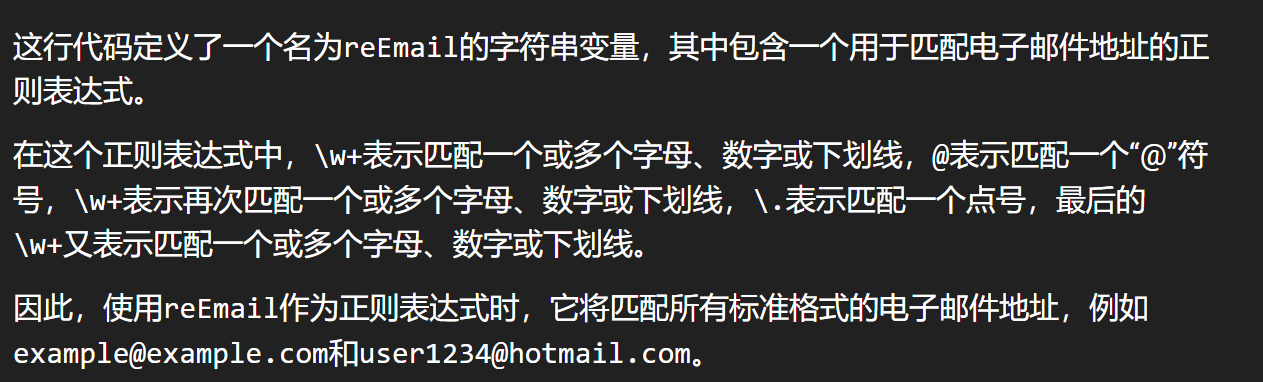 这行代码定义了一个名为reEmail的字符串变量，其中包含一个用于匹配电子邮件地址的正
则表达式。
在这个正则表达式中，\w+表示匹配一个或多个字母、数字或下划线，@表示匹配一个“@”符
号，\w+表示再次匹配一个或多个字母、数字或下划线，\.表示匹配一个点号，最后的
\w+又表示匹配一个或多个字母、数字或下划线。
因此，使用reEmail作为正则表达式时，它将匹配所有标准格式的电子邮件地址，例如
example@example.com和user1234@hotmail.com。